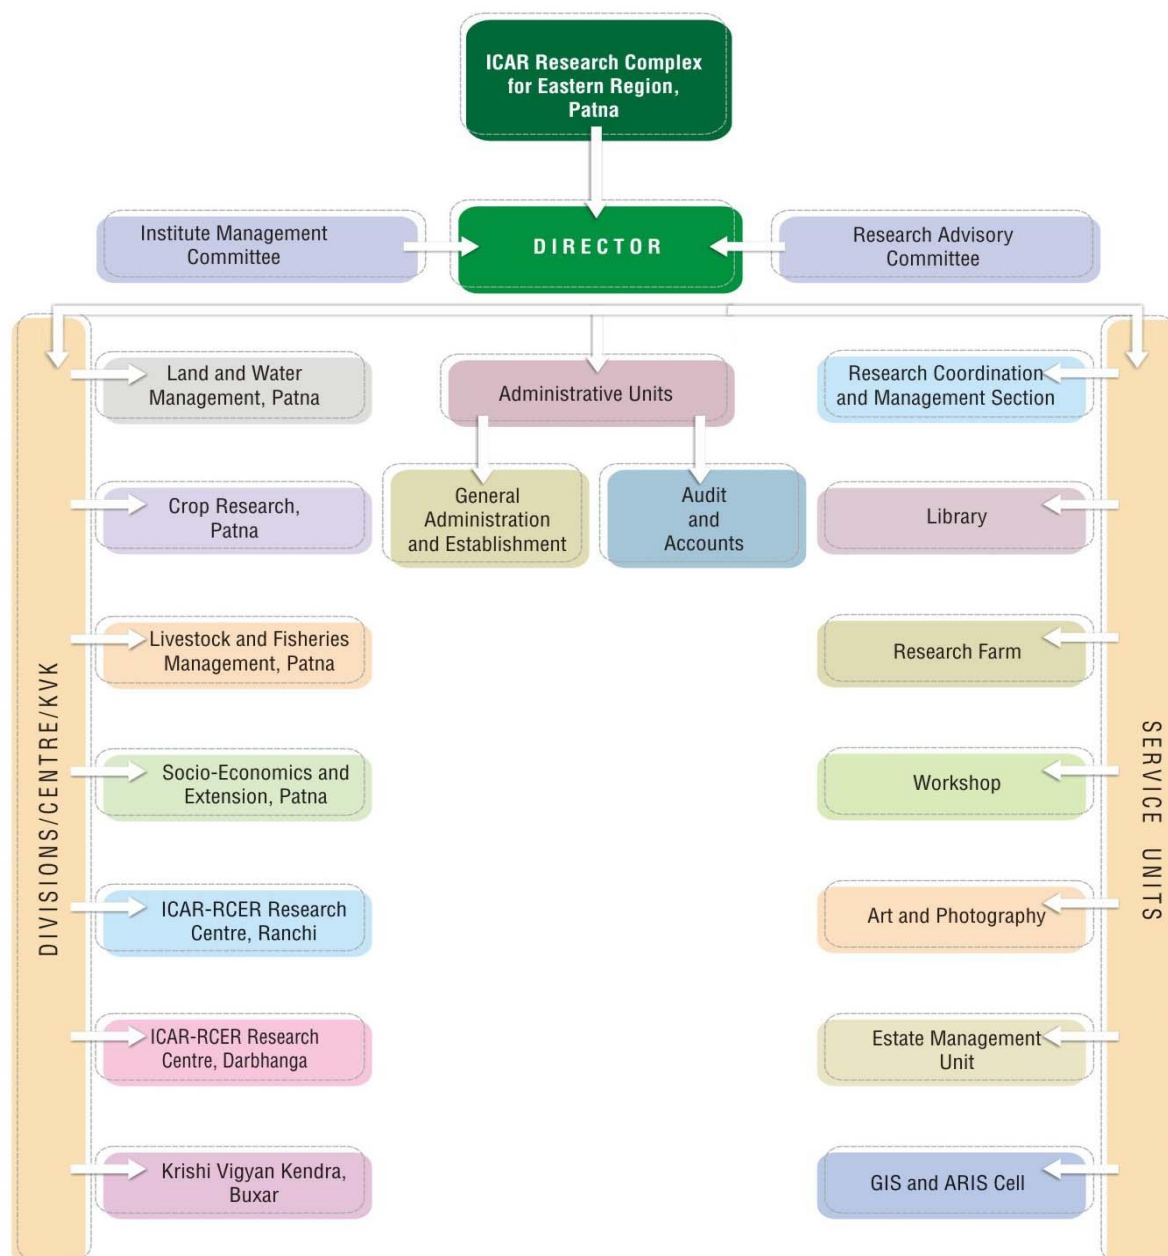 ICAR Research Complex
for Eastern Region,
Patna
Institute Management
Committee
DIRECTOR
Research Advisory
Committee
DIVISIONS/CENTRE/KVK
Land and Water
Management, Patna
Crop Research,
Patna
Livestock and Fisheries
Management, Patna
Socio-Economics and
Extension, Patna
ICAR-RCER Research
Centre, Ranchi
ICAR-RCER Research
Centre, Darbhanga
Krishi Vigyan Kendra,
Buxar
Administrative Units
General
Administration
and Establishment
Audit
and
Accounts
Research Coordination
and Management Section
Library
Research Farm
Workshop
Art and Photography
Estate Management
Unit
GIS and ARIS Cell
SERVICE UNITS